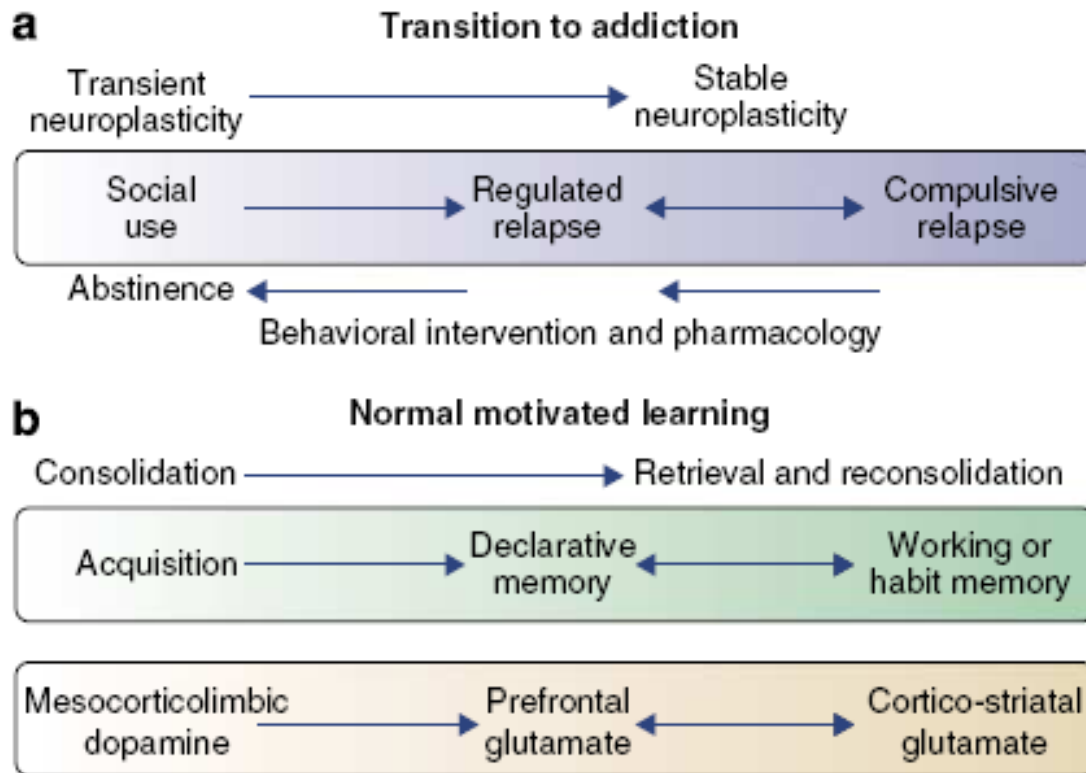 a
Transition to addiction
Transient
neuroplasticity
Stable
neuroplasticity
Social
use
Regulated
relapse
Compulsive
relapse
Abstinence
Behavioral intervention and pharmacology
b
Normal motivated learning
Consolidation
Retrieval and reconsolidation
Acquisition
Declarative
memory
Working or
habit memory
Mesocorticolimbic
dopamine
Prefrontal
glutamate
Cortico-striatal
glutamate